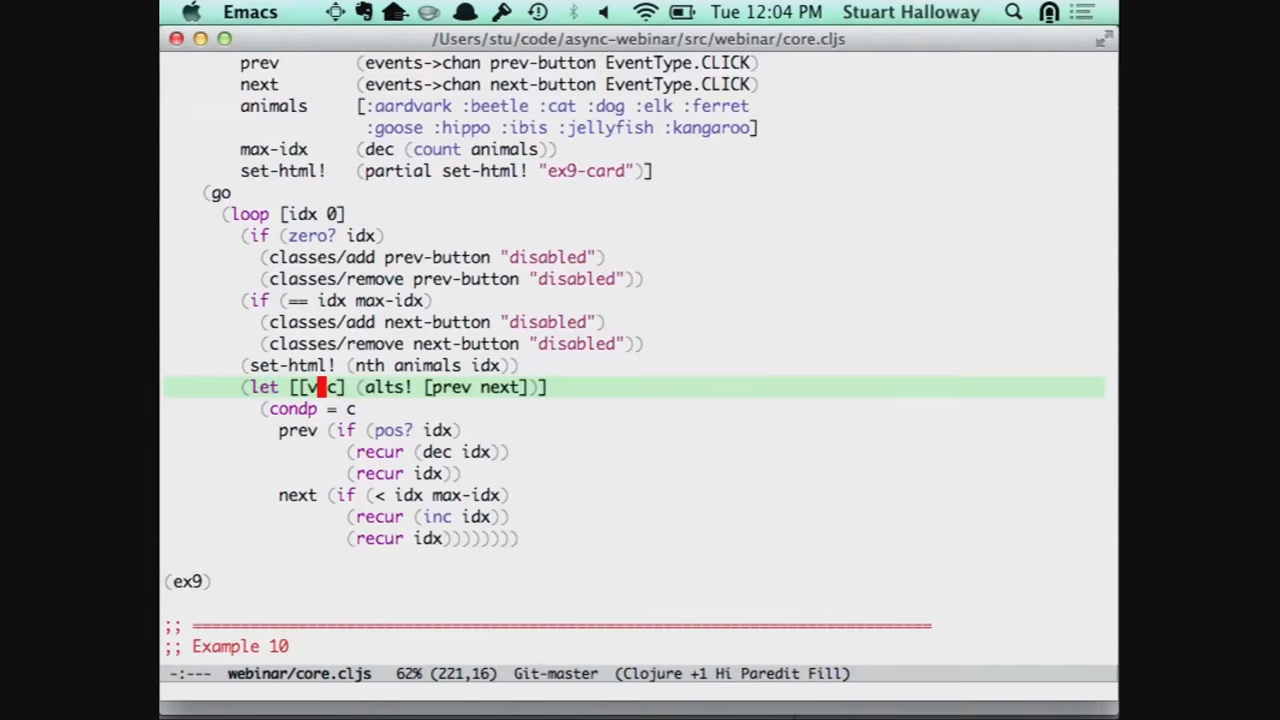 Emacs Tue 12:04 PM Stuart Halloway
/Users/stu/code/async-webinar/src/webinar/core.cljs
prev (events->chan prev-button EventType.CLICK)
next (events->chan next-button EventType.CLICK)
animals [:aardvark :beetle :cat :dog :elk :ferret
:goose :hippo :ibis :jellyfish :kangaroo]
max-idx (dec (count animals))
set-html! (partial set-html! "ex9-card")]
(go
(loop [idx 0]
(if (zero? idx)
(classes/add prev-button "disabled")
(classes/remove prev-button "disabled"))
(if (== idx max-idx)
(classes/add next-button "disabled")
(classes/remove next-button "disabled"))
(set-html! (nth animals idx))
(let [[v c] (alts! [prev next])]
(condp = c
prev (if (pos? idx)
(recur (dec idx))
(recur idx))
next (if (< idx max-idx)
(recur (inc idx))
(recur idx))))))))
(ex9)
;; =============================================================================
;; Example 10
-:--- webinar/core.cljs 62% (221,16) Git-master (Clojure +1 Hi Paredit Fill)